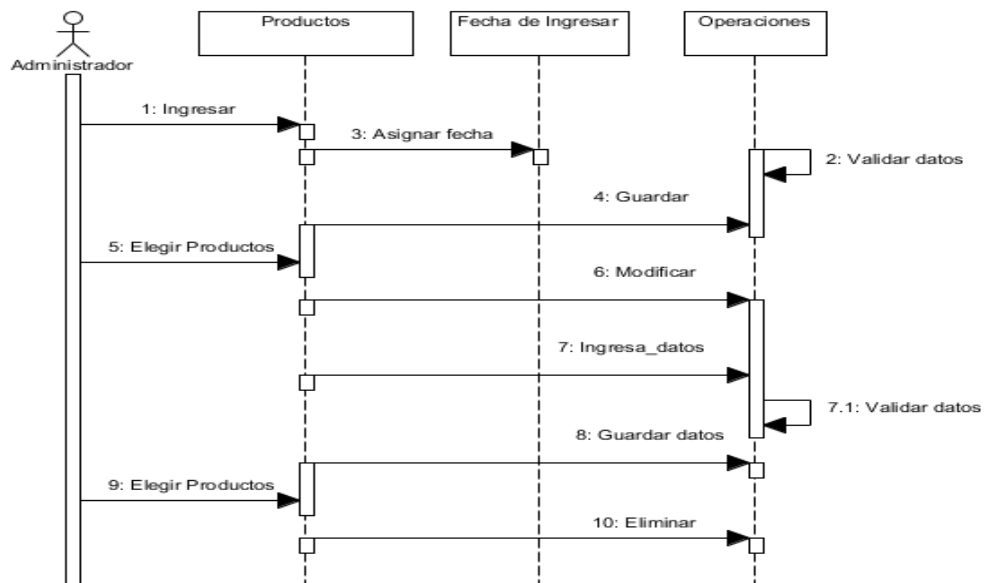 Productos
Fecha de Ingresar
Operaciones
Administrador
1: Ingresar
3: Asignar fecha
2: Validar datos
4: Guardar
5: Elegir Productos
6: Modificar
7: Ingresa_datos
7.1: Validar datos
8: Guardar datos
9: Elegir Productos
10: Eliminar